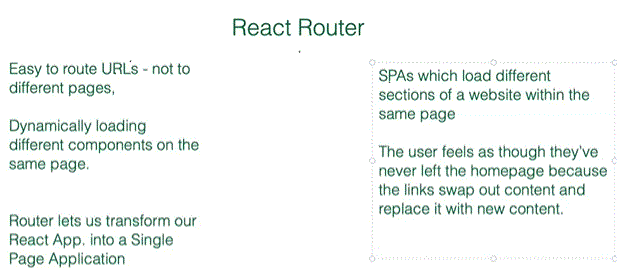 React Router
Easy to route URLs - not to
different pages,
Dynamically loading
different components on the
same page.
Router lets us transform our
React App. into a Single
Page Application
SPAs which load different
sections of a website within the
same page
The user feels as though they've
never left the homepage because
the links swap out content and
replace it with new content.